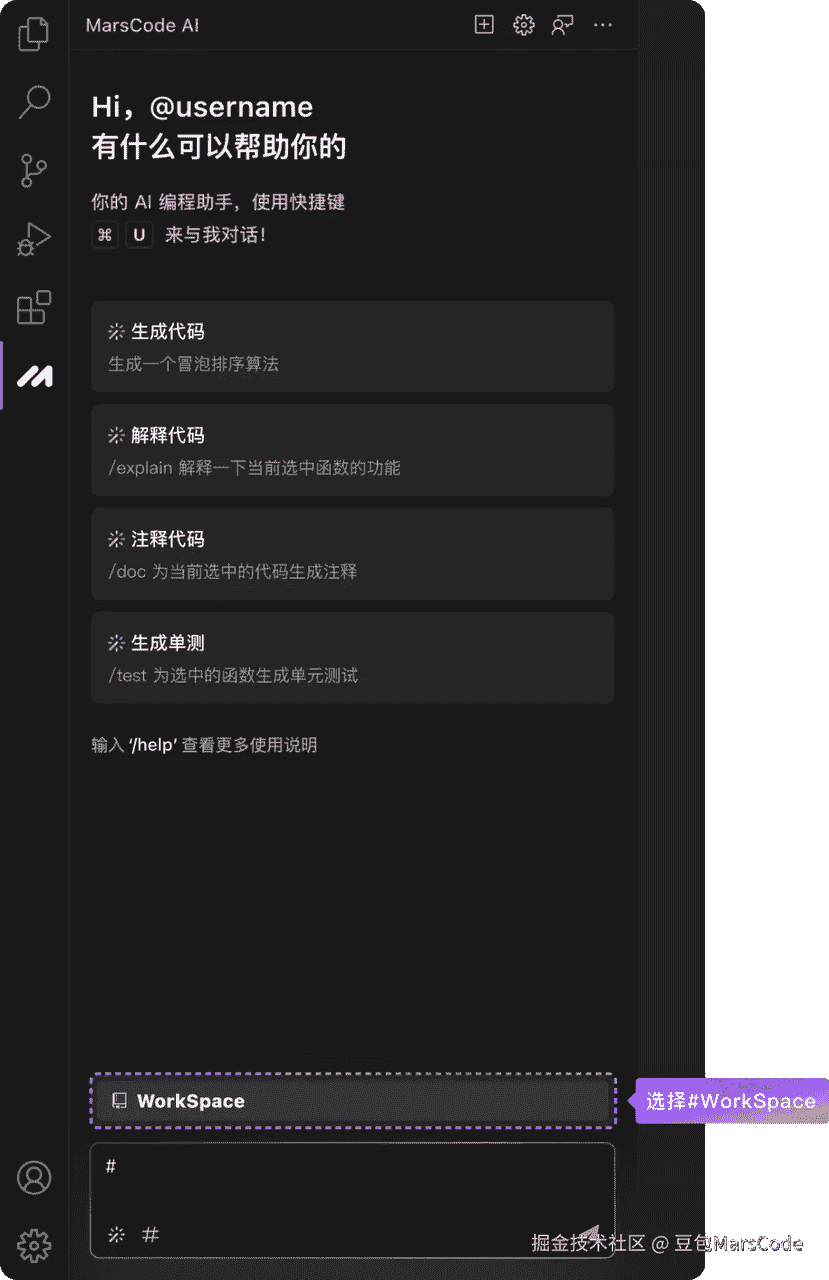 MarsCode AI
Hi，@username
有什么可以帮助你的
你的 AI 编程助手，使用快捷键
⌘ U 来与我对话！
生成代码
生成一个冒泡排序算法
解释代码
/explain 解释一下当前选中函数的功能
注释代码
/doc 为当前选中的代码生成注释
生成单测
/test 为选中的函数生成单元测试
输入 ‘/help’ 查看更多使用说明
WorkSpace
选择#WorkSpace
#
#
掘金技术社区 @ 豆包MarsCode